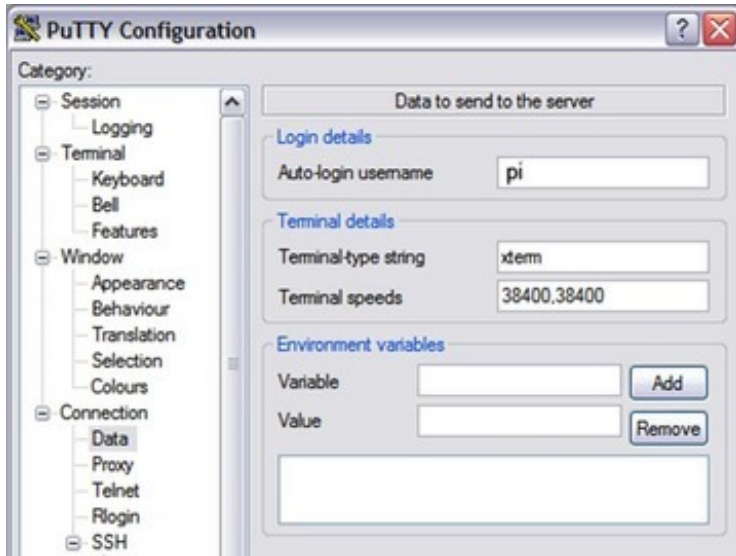 PuTTY Configuration
?
Category:
Session
Logging
Terminal
Keyboard
Bell
Features
Window
Appearance
Behaviour
Translation
Selection
Colours
Connection
Data
Proxy
Telnet
Rlogin
SSH
Data to send to the server
Login details
Auto-login username pi
Terminal details
Terminal-type string xterm
Terminal speeds 38400,38400
Environment variables
Variable Add
Value Remove